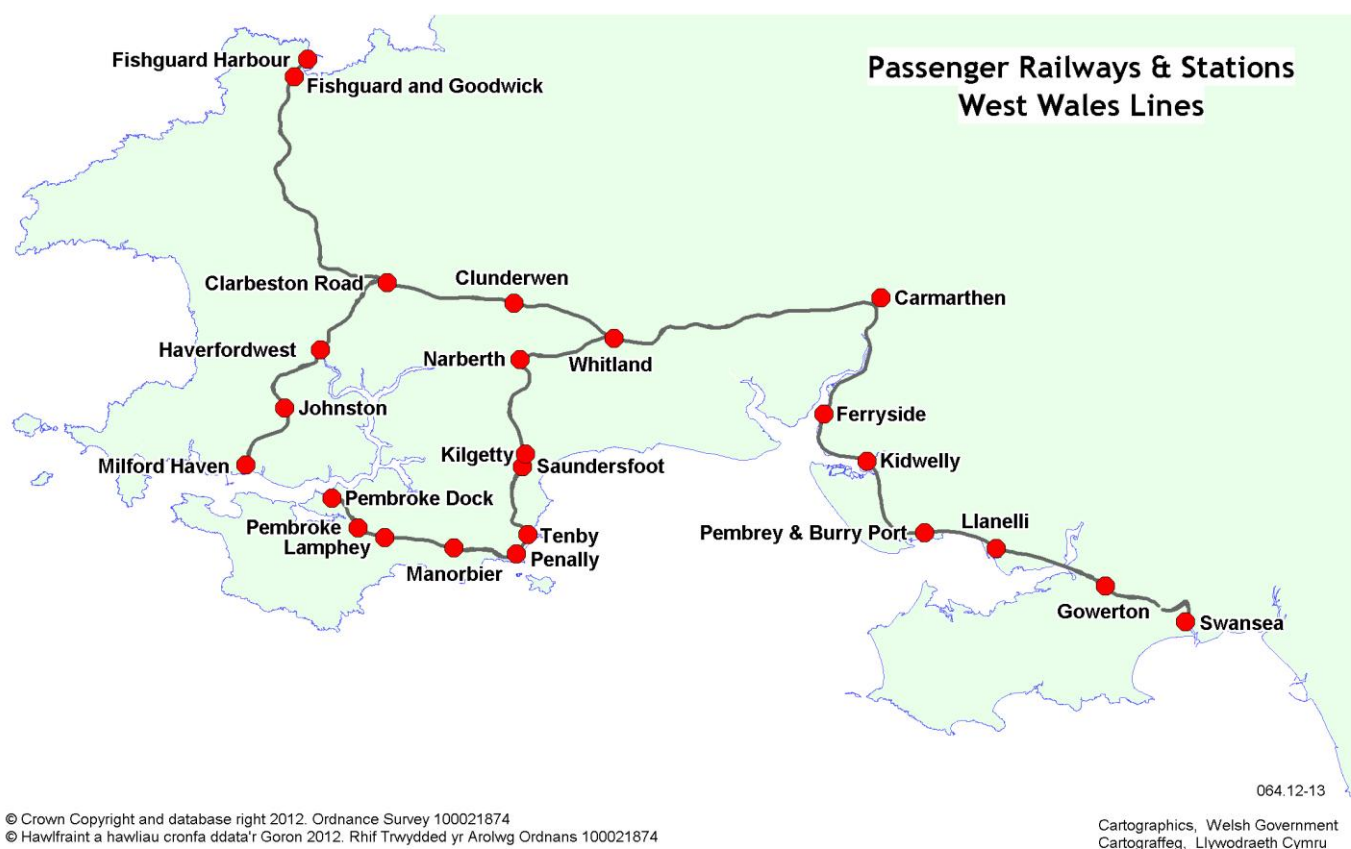 Passenger Railways & Stations
West Wales Lines
Fishguard Harbour
Fishguard and Goodwick
Clarbeston Road
Clunderwen
Carmarthen
Haverfordwest
Narberth
Whitland
Johnston
Ferryside
Milford Haven
Kilgetty
Saundersfoot
Kidwelly
Pembroke Dock
Pembroke
Lamphey
Tenby
Penally
Manorbier
Pembrey & Burry Port
Llanelli
Gowerton
Swansea
064.12-13
© Crown Copyright and database right 2012. Ordnance Survey 100021874
© Hawlfraint a hawliau cronfa ddata'r Goron 2012. Rhif Trwydded yr Arolwg Ordnans 100021874
Cartographics, Welsh Government
Cartograffeg, Llywodraeth Cymru